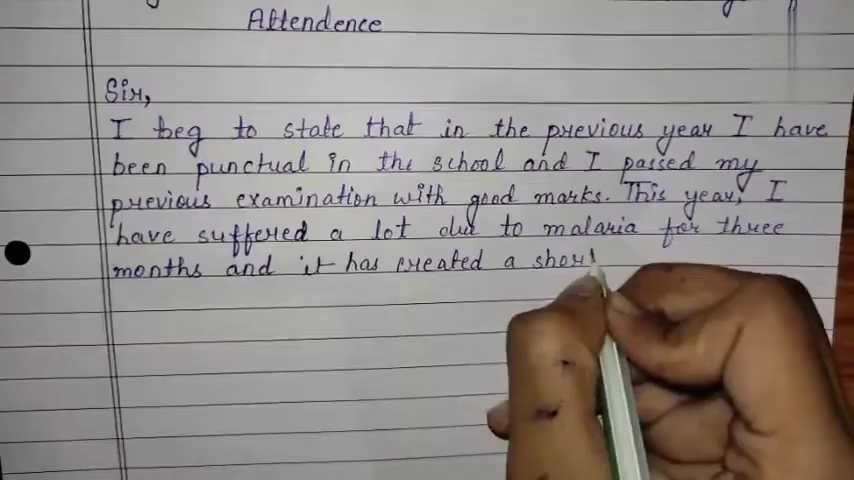 Attendence
Sir,
I beg to state that in the previous year I have
been punctual in the school and I passed my
previous examination with good marks. This year, I
have suffered a lot due to malaria for three
months and it has created a shor